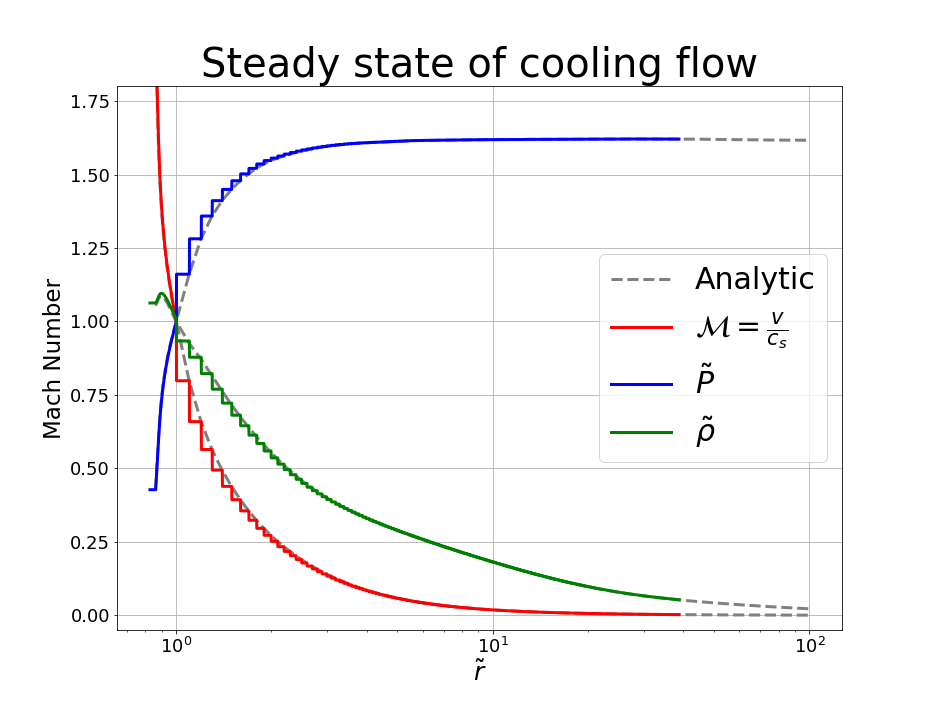 Steady state of cooling flow
Mach Number
1.75
1.50
1.25
1.00
0.75
0.50
0.25
0.00
Analytic
ℳ = v/c_s
P̃
ρ̃
10⁰
10¹
10²
r̃